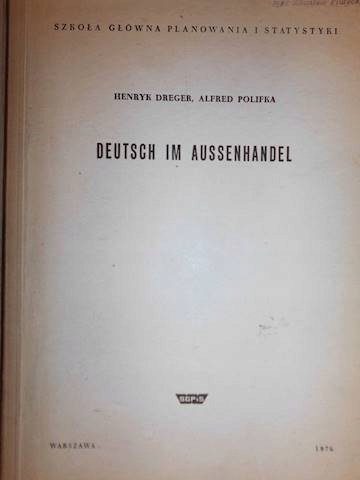 SZKOŁA GŁÓWNA PLANOWANIA I STATYSTYKI
HENRYK DREGER, ALFRED POLIFKA
DEUTSCH IM AUSSENHANDEL
SGPiS
WARSZAWA
1976